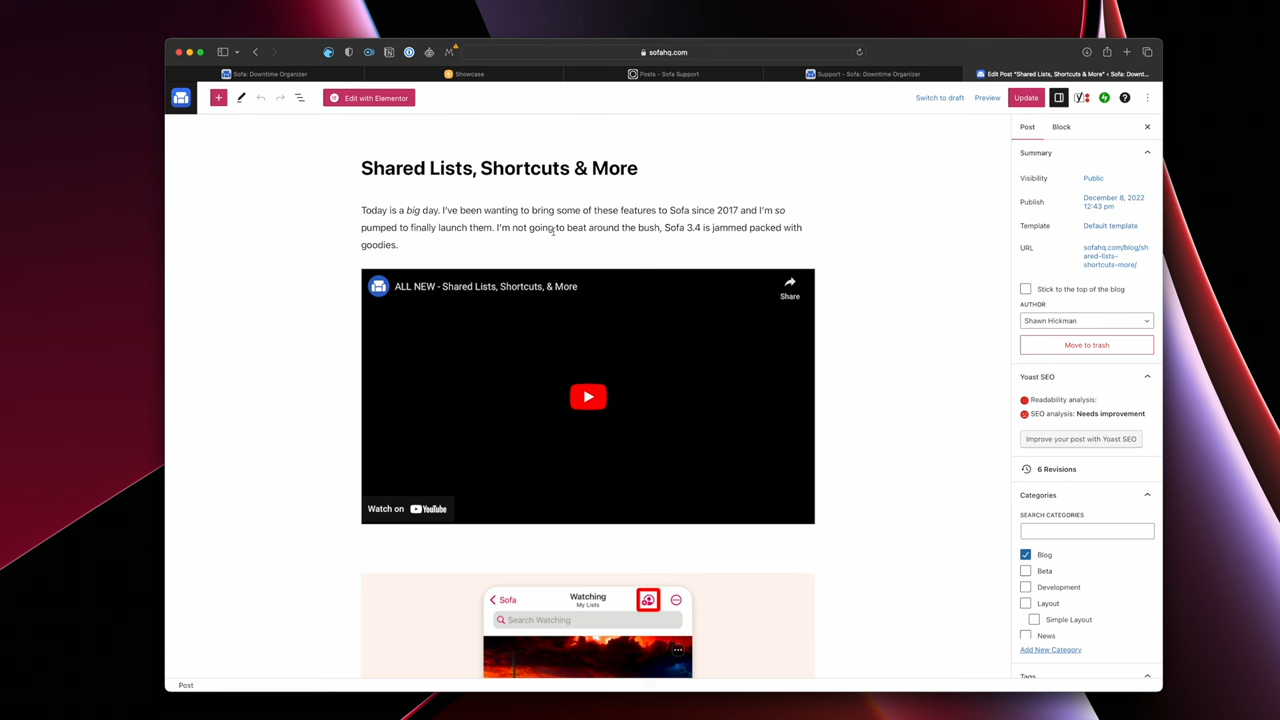 sofahq.com
Sofa: Downtime Organizer
Showcase
Posts - Sofa Support
Support - Sofa: Downtime Organizer
Edit Post "Shared Lists, Shortcuts & More" ‹ Sofa: Downt...
Edit with Elementor
Switch to draft
Preview
Update
Post
Block
Shared Lists, Shortcuts & More
Today is a big day. I've been wanting to bring some of these features to Sofa since 2017 and I'm so
pumped to finally launch them. I'm not going to beat around the bush, Sofa 3.4 is jammed packed with
goodies.
ALL NEW - Shared Lists, Shortcuts, & More
Share
Watch on YouTube
Sofa
Watching
My Lists
Search Watching
Summary
Visibility
Public
Publish
December 8, 2022
12:43 pm
Template
Default template
URL
sofahq.com/blog/sh
ared-lists-
shortcuts-more/
Stick to the top of the blog
AUTHOR
Shawn Hickman
Move to trash
Yoast SEO
Readability analysis:
SEO analysis: Needs improvement
Improve your post with Yoast SEO
6 Revisions
Categories
SEARCH CATEGORIES
Blog
Beta
Development
Layout
Simple Layout
News
Add New Category
Tags
Post